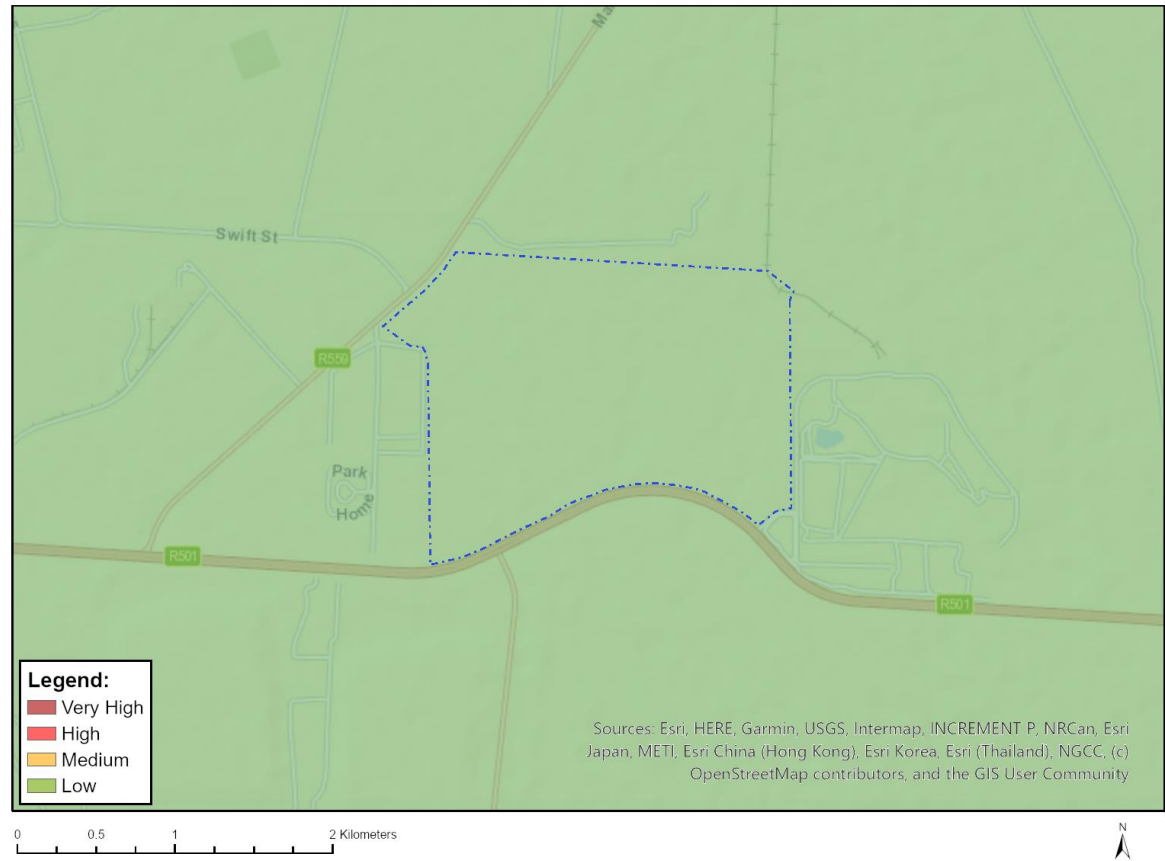 Ma
Swift St
R559
Park
Home
R501
R501
Legend:
Very High
High
Medium
Low
Sources: Esri, HERE, Garmin, USGS, Intermap, INCREMENT P, NRCan, Esri
Japan, METI, Esri China (Hong Kong), Esri Korea, Esri (Thailand), NGCC, (c)
OpenStreetMap contributors, and the GIS User Community
0 0.5 1 2 Kilometers
N